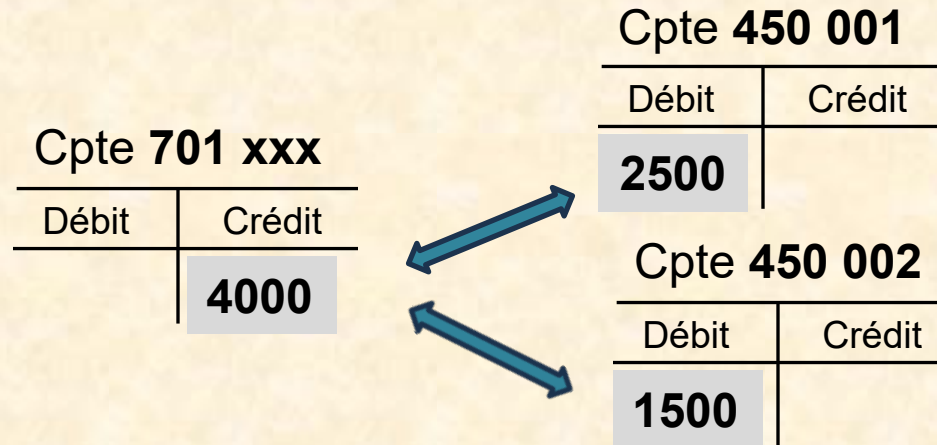 Cpte 701 xxx
Débit Crédit
4000
Cpte 450 001
Débit Crédit
2500
Cpte 450 002
Débit Crédit
1500